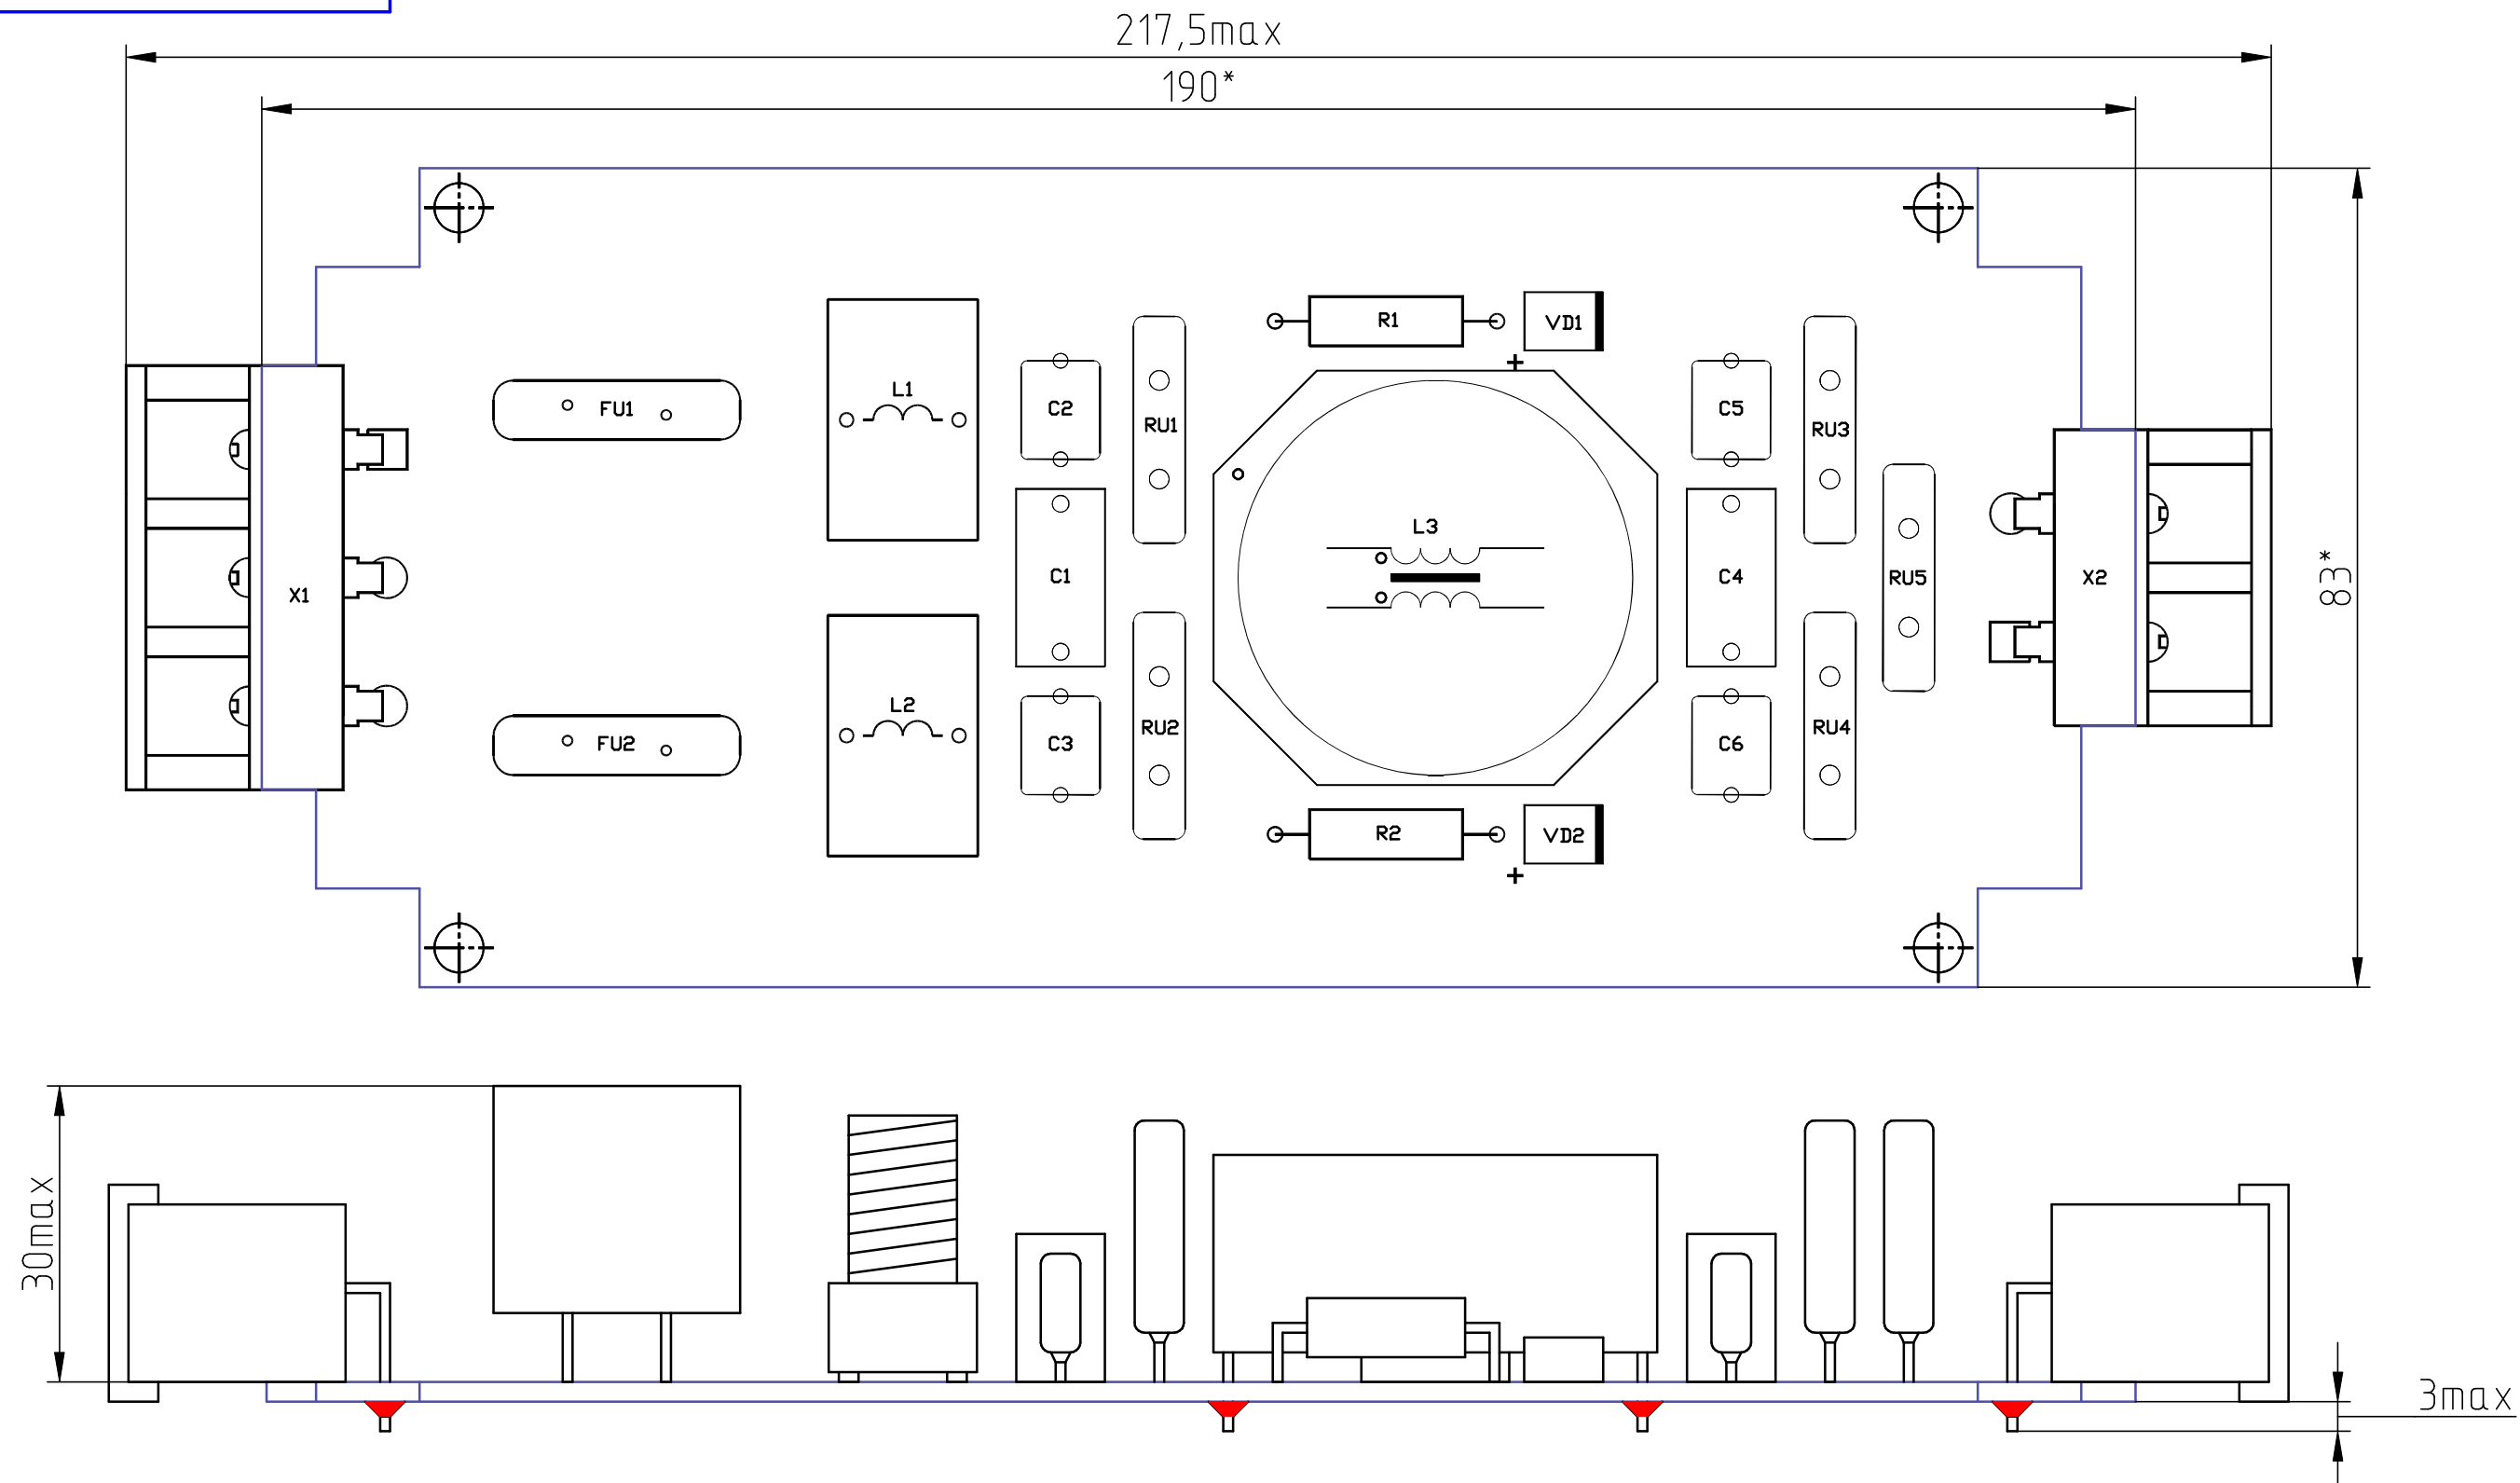 217,5max
190*
R1
VD1
+
L1
FU1
C2
C5
RU1
RU3
L3
C1
C4
RU5
X2
83*
X1
L2
RU2
RU4
FU2
C3
C6
R2
VD2
+
30max
3max